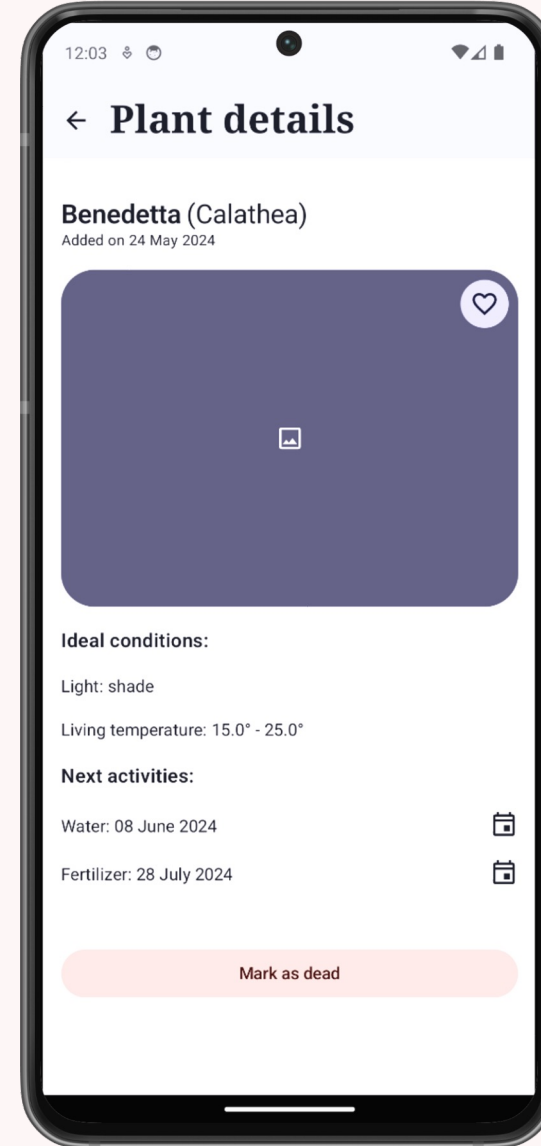 12:03
Plant details
Benedetta (Calathea)
Added on 24 May 2024
Ideal conditions:
Light: shade
Living temperature: 15.0° - 25.0°
Next activities:
Water: 08 June 2024
Fertilizer: 28 July 2024
Mark as dead